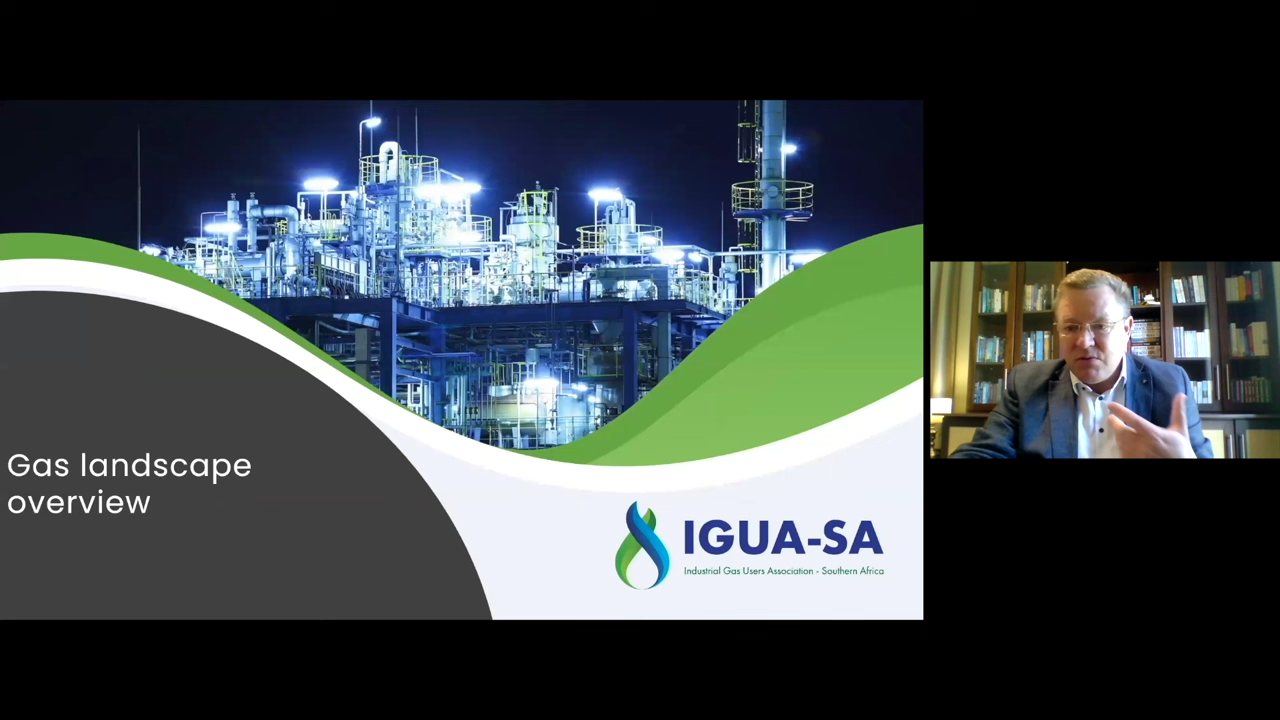 Gas landscape
overview
IGUA-SA
Industrial Gas Users Association - Southern Africa